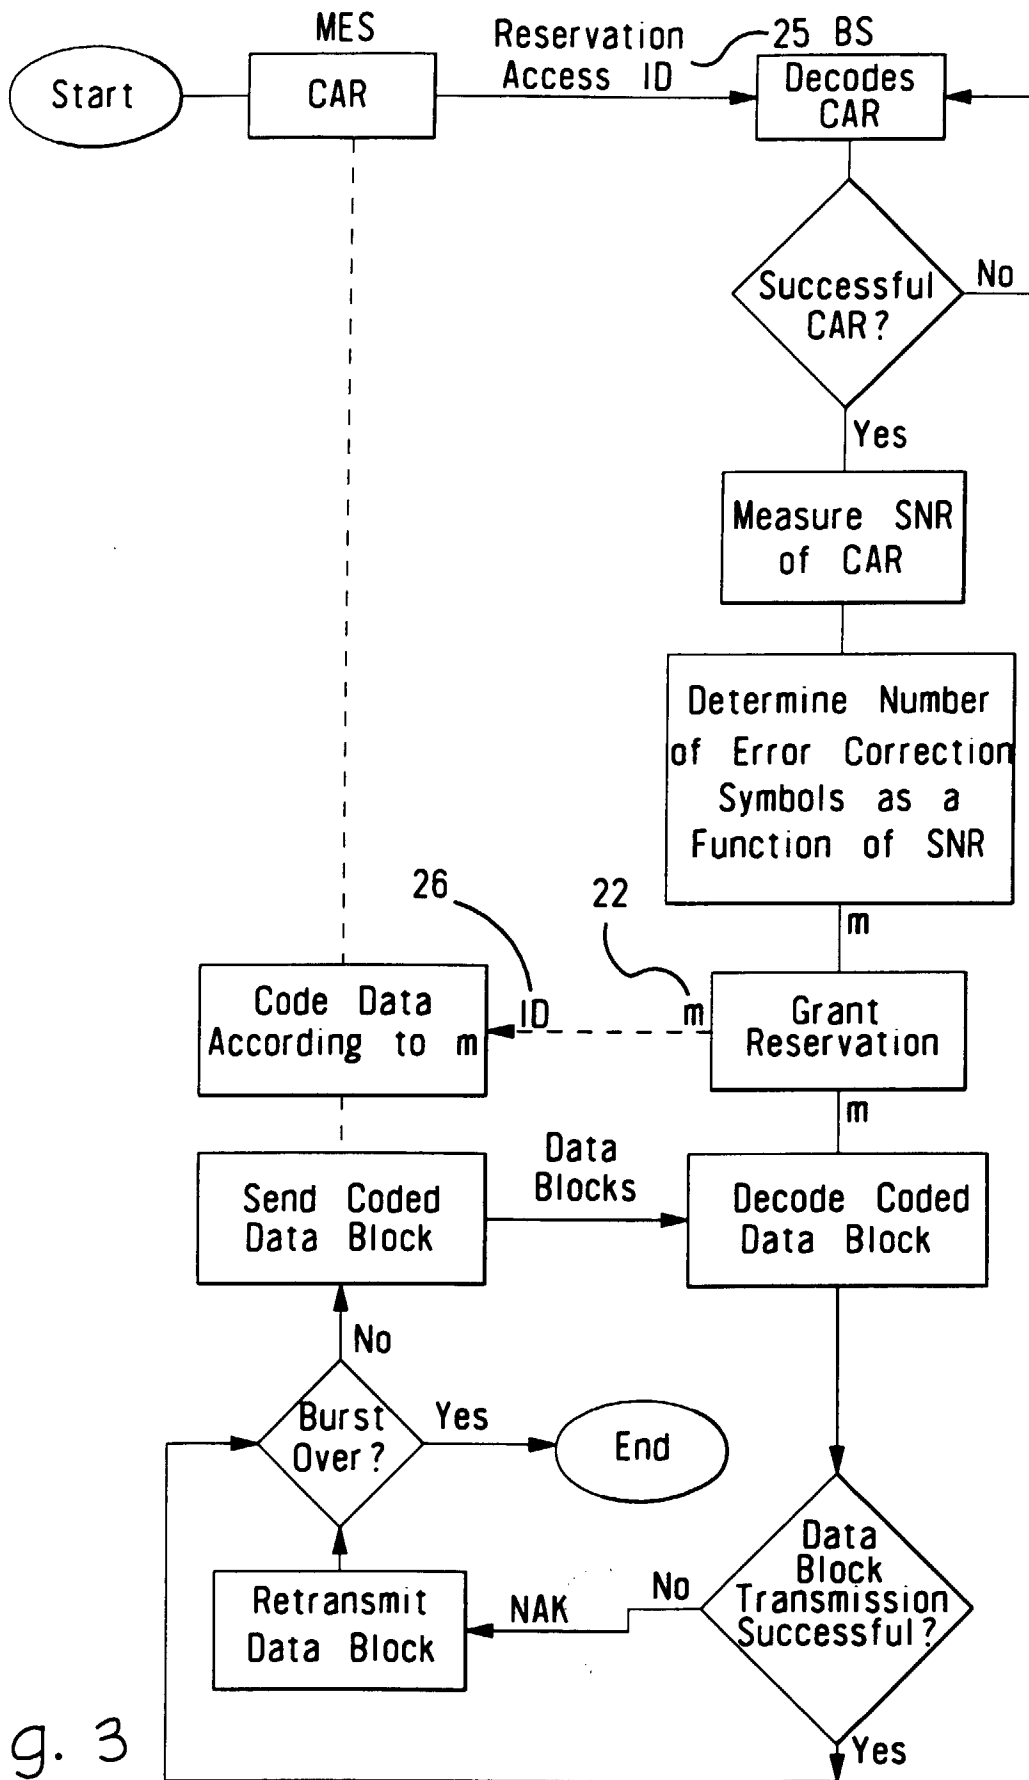 MES
Reservation
Access ID
25 BS
Start
CAR
Decodes
CAR
Successful
CAR?
No
Yes
Measure SNR
of CAR
Determine Number
of Error Correction
Symbols as a
Function of SNR
m
26
22
Code Data
According to m
ID
m
Grant
Reservation
m
Send Coded
Data Block
Data
Blocks
Decode Coded
Data Block
No
Burst
Over?
Yes
End
Data
Block
Transmission
Successful?
No
NAK
Retransmit
Data Block
Yes
g. 3